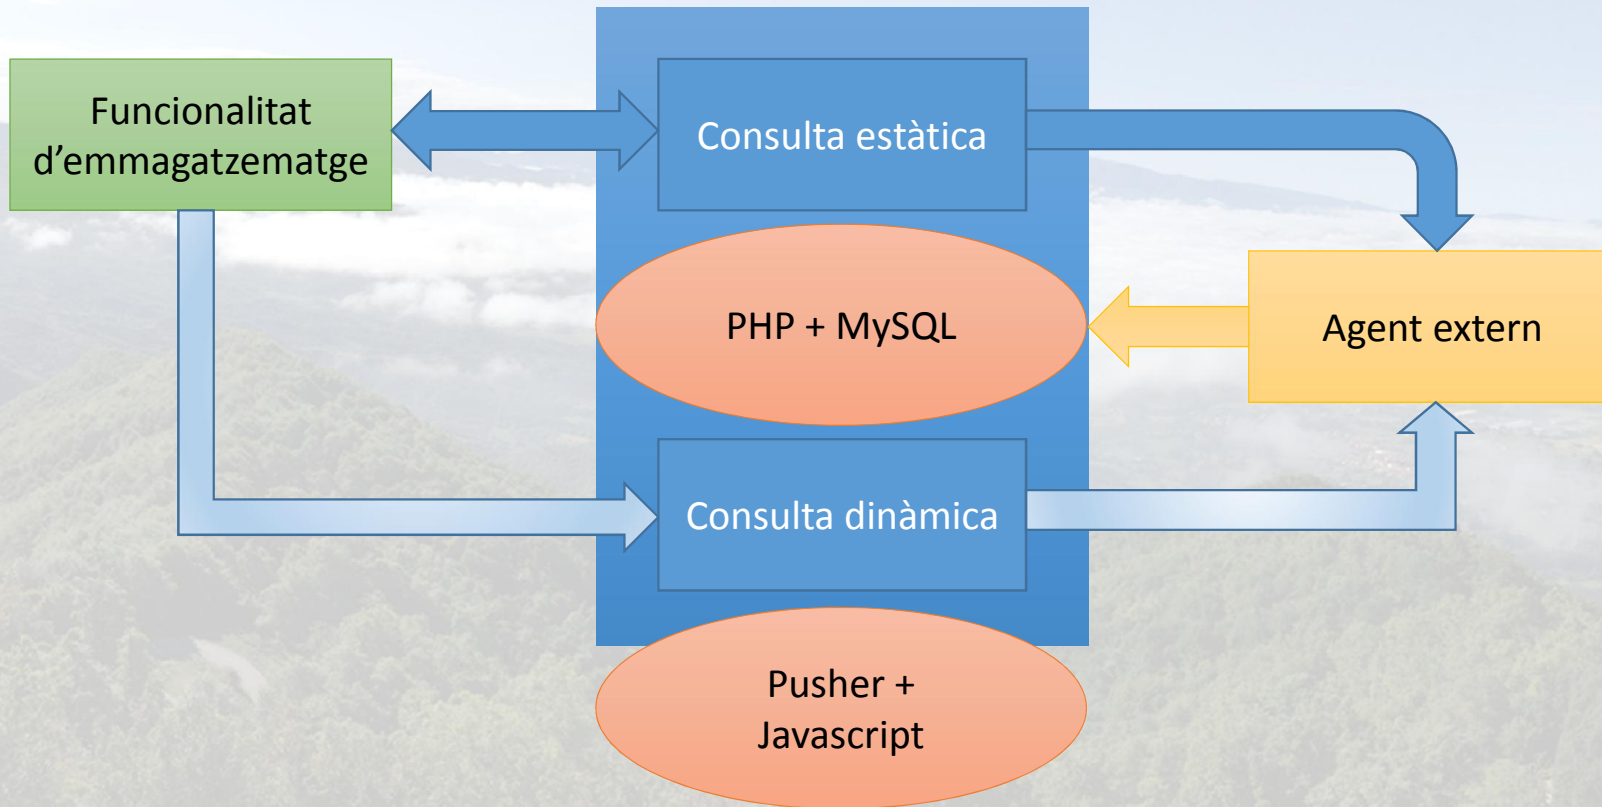 Funcionalitat
d’emmagatzematge
Consulta estàtica
PHP + MySQL
Agent extern
Consulta dinàmica
Pusher +
Javascript